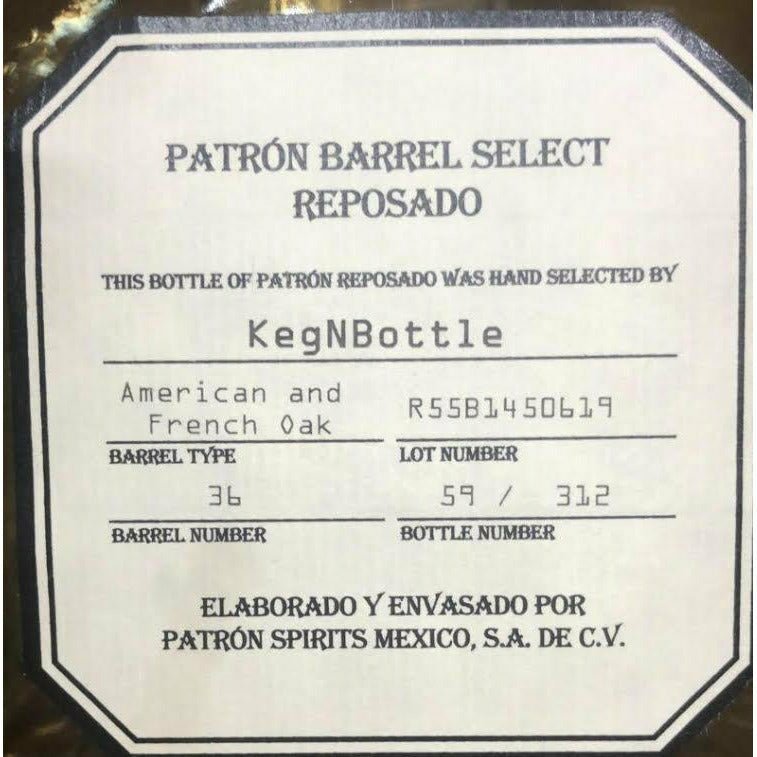 PATRÓN BARREL SELECT
REPOSADO
THIS BOTTLE OF PATRÓN REPOSADO WAS HAND SELECTED BY
KegNBottle
American and
French Oak
R55B1450619
BARREL TYPE
LOT NUMBER
36
59 / 312
BARREL NUMBER
BOTTLE NUMBER
ELABORADO Y ENVASADO POR
PATRÓN SPIRITS MEXICO, S.A. DE C.V.